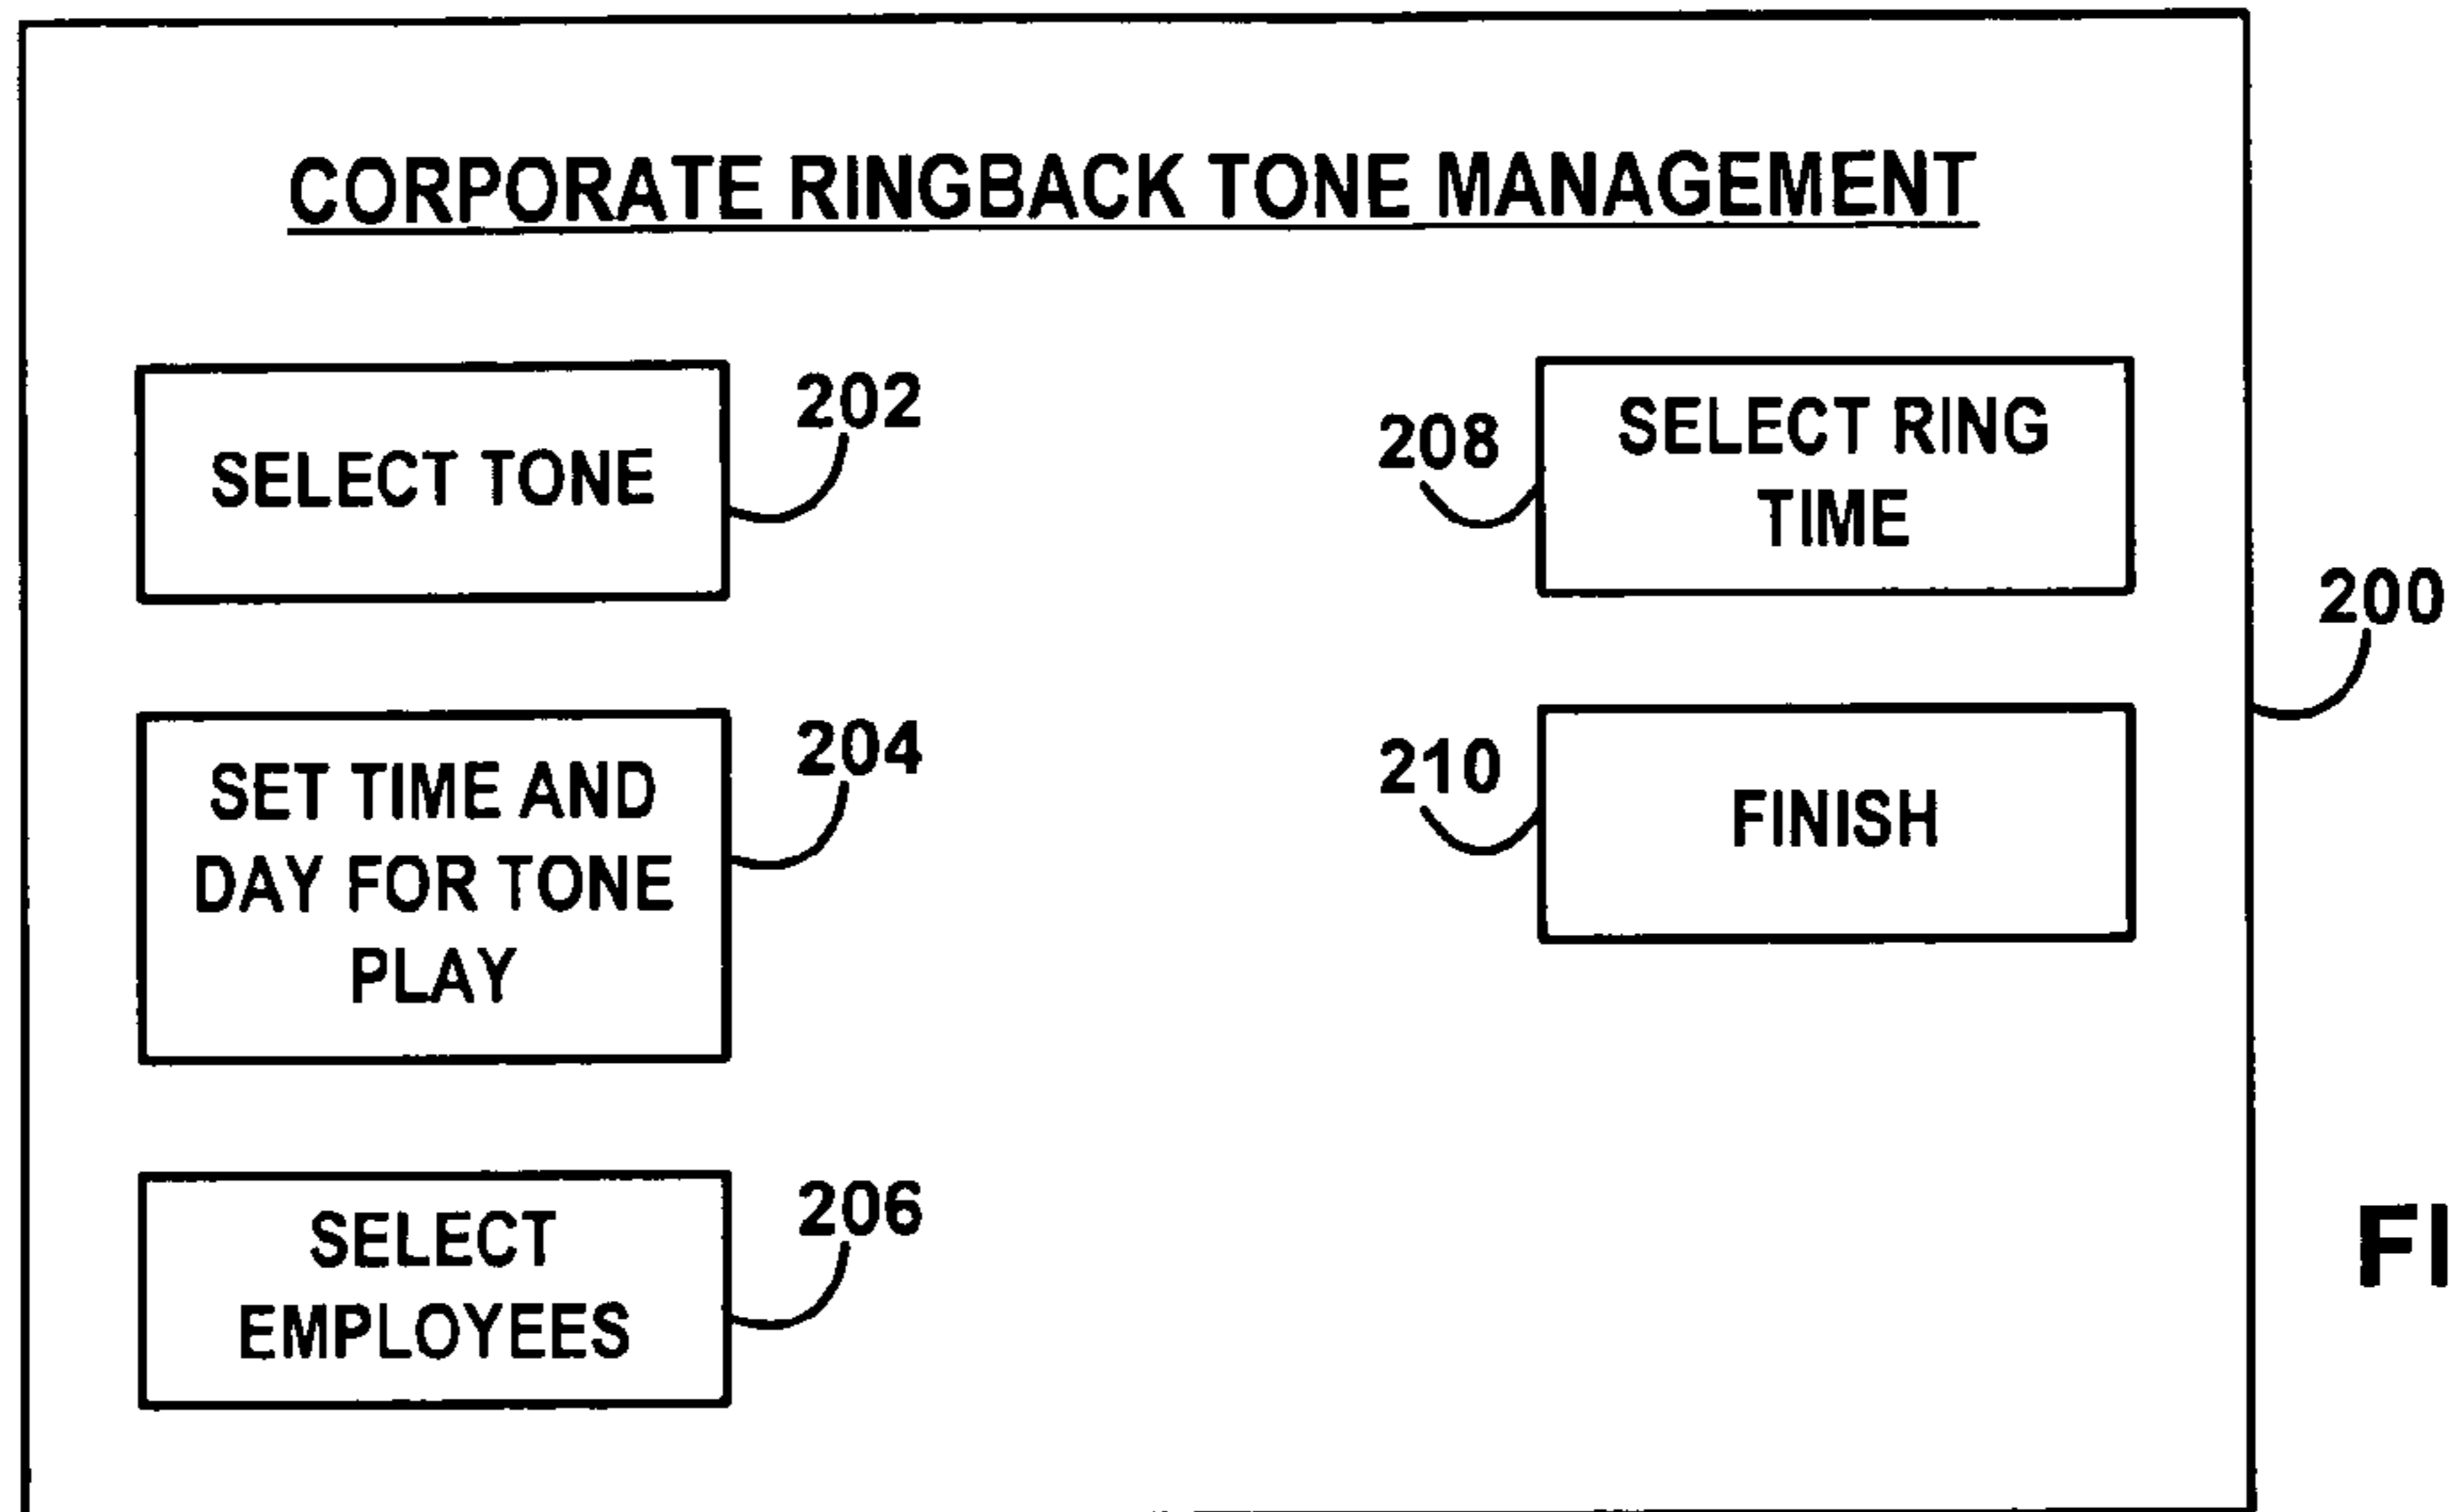 CORPORATE RINGBACK TONE MANAGEMENT
SELECT TONE
202
SET TIME AND
DAY FOR TONE
PLAY
204
SELECT
EMPLOYEES
206
208
SELECT RING
TIME
210
FINISH
200
FI